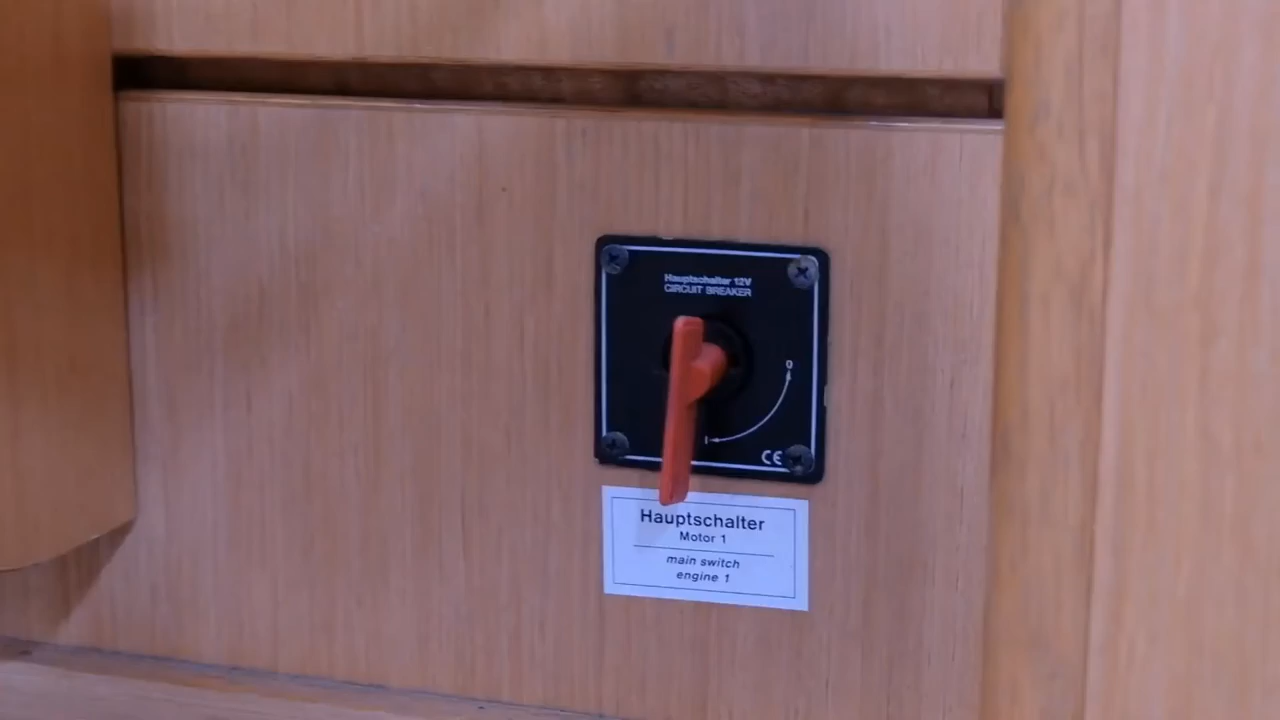 Hauptschalter 12V
CIRCUIT BREAKER
0
I
CE
Hauptschalter
Motor 1
main switch
engine 1